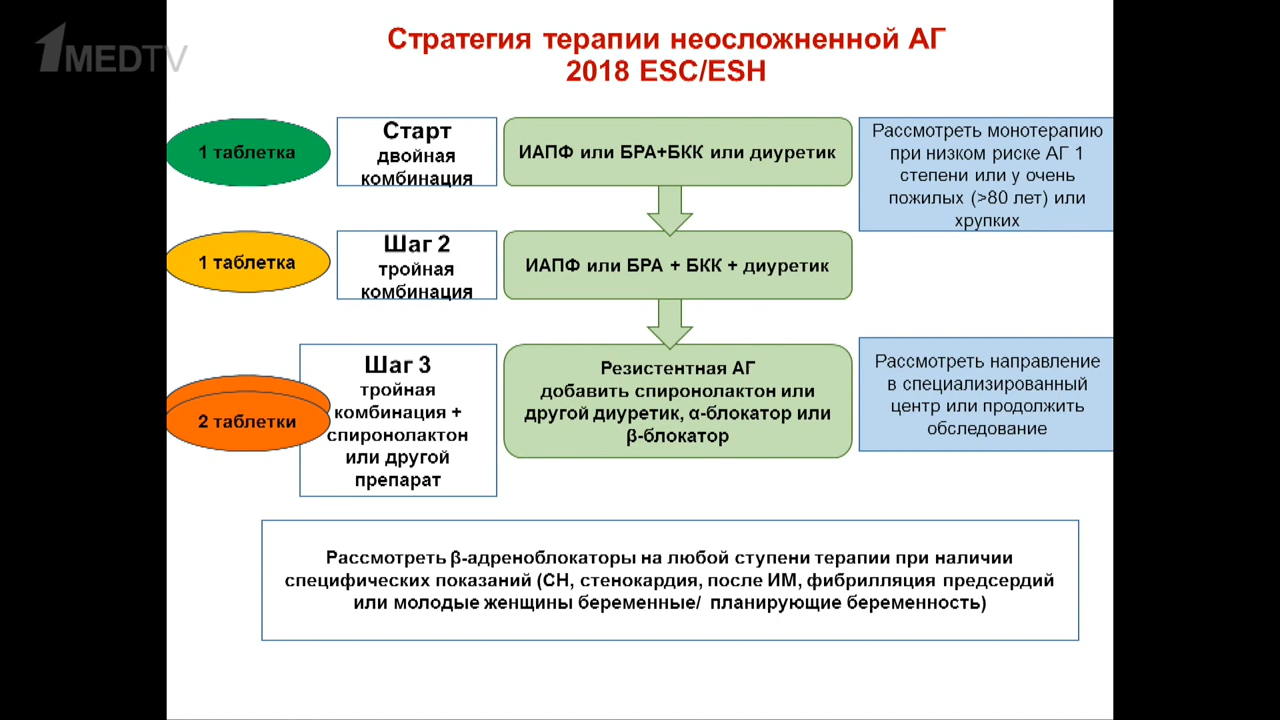 1MEDTV
Стратегия терапии неосложненной АГ
2018 ESC/ESH
1 таблетка
Старт
двойная
комбинация
ИАПФ или БРА+БКК или диуретик
Рассмотреть монотерапию
при низком риске АГ 1
степени или у очень
пожилых (>80 лет) или
хрупких
1 таблетка
Шаг 2
тройная
комбинация
ИАПФ или БРА + БКК + диуретик
2 таблетки
Шаг 3
тройная
комбинация +
спиронолактон
или другой
препарат
Резистентная АГ
добавить спиронолактон или
другой диуретик, α-блокатор или
β-блокатор
Рассмотреть направление
в специализированный
центр или продолжить
обследование
Рассмотреть β-адреноблокаторы на любой ступени терапии при наличии
специфических показаний (СН, стенокардия, после ИМ, фибрилляция предсердий
или молодые женщины беременные/ планирующие беременность)